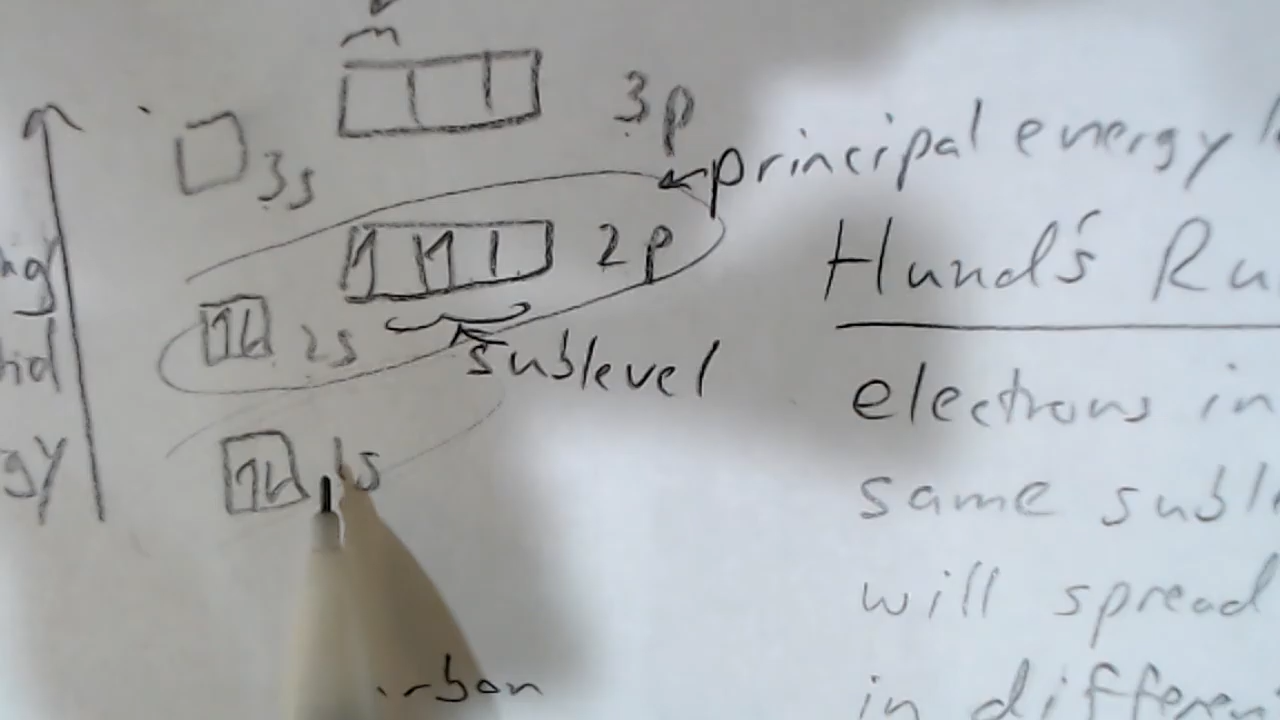 3p
3s
principal energy
2p
Hund's Ru
2s
sublevel
electrons in
1s
same subl
will spread
in differen